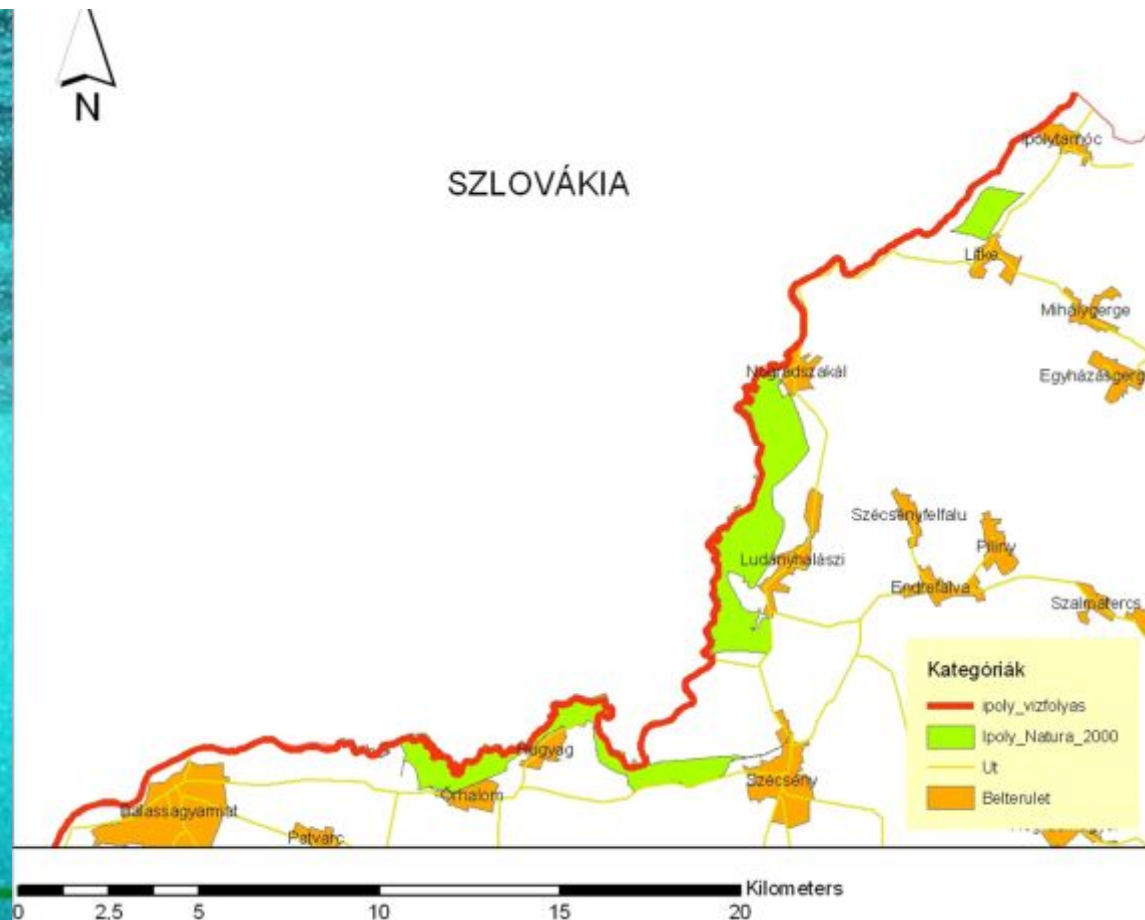 N
SZLOVÁKIA
Ipolytarnóc
Litke
Mihálygerge
Nógrádszakál
Egyházasgerg
Szécsényfelfalu
Piliny
Ludányhalászi
Endrefalva
Szalmatercs
Hugyag
Szécsény
Őrhalom
Balassagyarmat
Patvarc
Kategóriák
ipoly_vizfolyas
Ipoly_Natura_2000
Ut
Belterulet
Kilometers
0 2,5 5 10 15 20